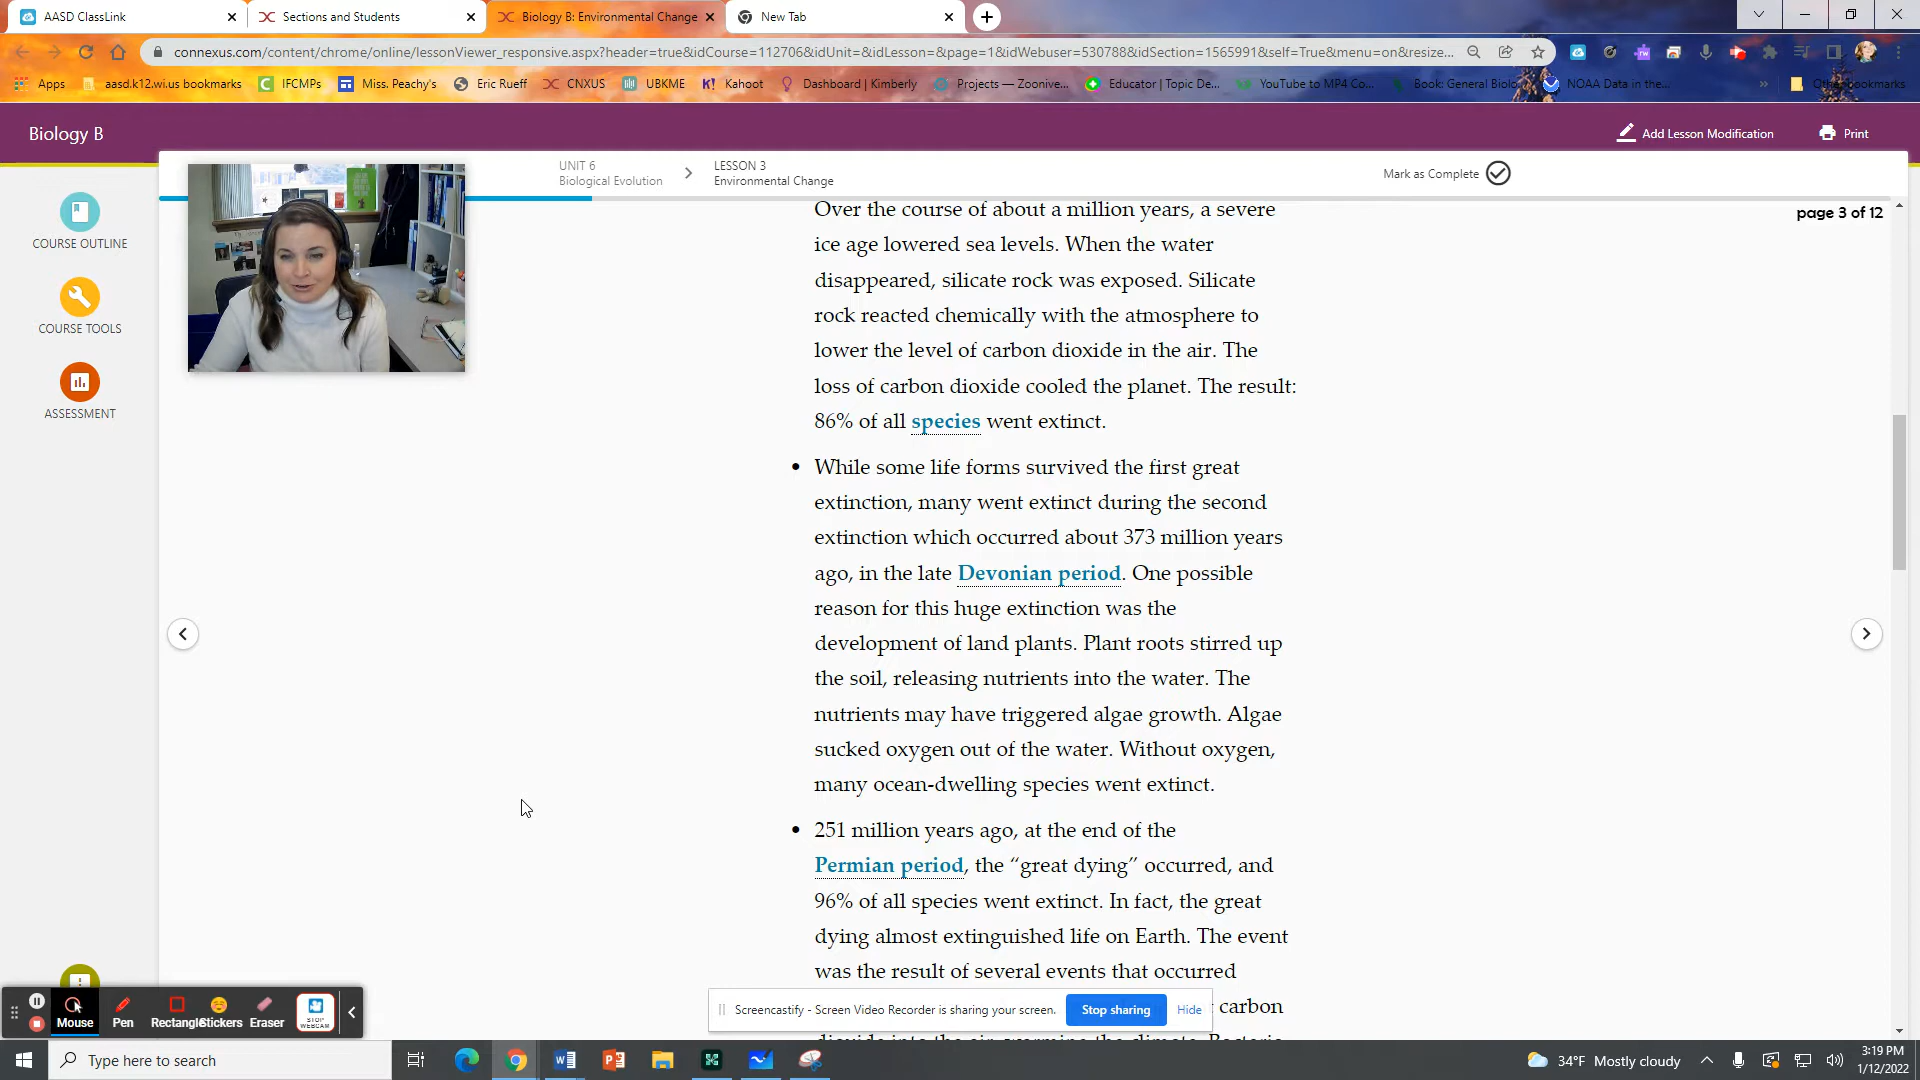 AASD ClassLink
Sections and Students
Biology B: Environmental Change
New Tab
connexus.com/content/chrome/online/lessonViewer_responsive.aspx?header=true&idCourse=112706&idUnit=&idLesson=&page=1&idWebuser=530788&idSection=1565991&self=True&menu=on&resize...
Apps
aasd.k12.wi.us bookmarks
IFCMPs
Miss. Peachy's
Eric Rueff
CNXUS
UBKME
Kahoot
Dashboard | Kimberly
Projects — Zoonive...
Educator | Topic De...
YouTube to MP4 Co...
Book: General Biolo
NOAA Data in the...
Other bookmarks
Biology B
Add Lesson Modification
Print
UNIT 6
Biological Evolution
LESSON 3
Environmental Change
Mark as Complete
page 3 of 12
COURSE OUTLINE
COURSE TOOLS
ASSESSMENT
Over the course of about a million years, a severe
ice age lowered sea levels. When the water
disappeared, silicate rock was exposed. Silicate
rock reacted chemically with the atmosphere to
lower the level of carbon dioxide in the air. The
loss of carbon dioxide cooled the planet. The result:
86% of all species went extinct.
• While some life forms survived the first great
extinction, many went extinct during the second
extinction which occurred about 373 million years
ago, in the late Devonian period. One possible
reason for this huge extinction was the
development of land plants. Plant roots stirred up
the soil, releasing nutrients into the water. The
nutrients may have triggered algae growth. Algae
sucked oxygen out of the water. Without oxygen,
many ocean-dwelling species went extinct.
• 251 million years ago, at the end of the
Permian period, the “great dying” occurred, and
96% of all species went extinct. In fact, the great
dying almost extinguished life on Earth. The event
was the result of several events that occurred
carbon
dioxide into the air, warming the climate. Bacteria
Mouse
Pen
Rectangle
Stickers
Eraser
STOP
WEBCAM
Screencastify - Screen Video Recorder is sharing your screen.
Stop sharing
Hide
Type here to search
34°F Mostly cloudy
3:19 PM
1/12/2022